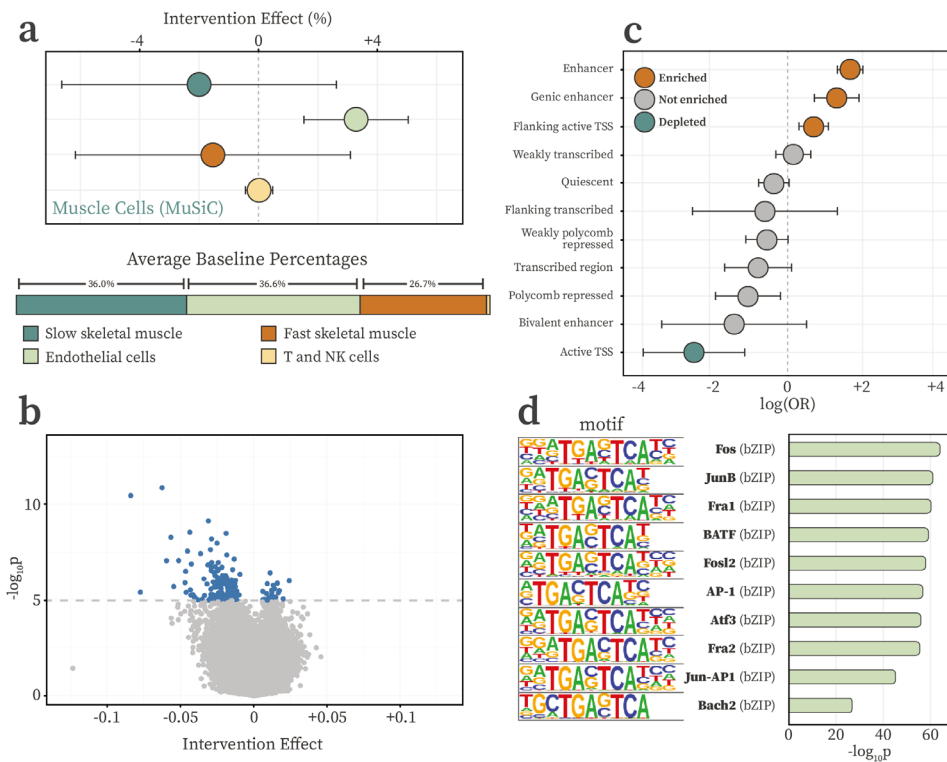 a
Intervention Effect (%)
-4 0 +4
Muscle Cells (MuSiC)
Average Baseline Percentages
36.0% 36.6% 26.7%
Slow skeletal muscle
Fast skeletal muscle
Endothelial cells
T and NK cells
b
-log10p
10
5
0
-0.1 -0.05 0 +0.05 +0.1
Intervention Effect
c
Enhancer
Genic enhancer
Flanking active TSS
Weakly transcribed
Quiescent
Flanking transcribed
Weakly polycomb
repressed
Transcribed region
Polycomb repressed
Bivalent enhancer
Active TSS
Enriched
Not enriched
Depleted
-4 -2 0 +2 +4
log(OR)
d
motif
Fos (bZIP)
JunB (bZIP)
Fra1 (bZIP)
BATF (bZIP)
Fosl2 (bZIP)
AP-1 (bZIP)
Atf3 (bZIP)
Fra2 (bZIP)
Jun-AP1 (bZIP)
Bach2 (bZIP)
0 -20 -40 -60
-log10p